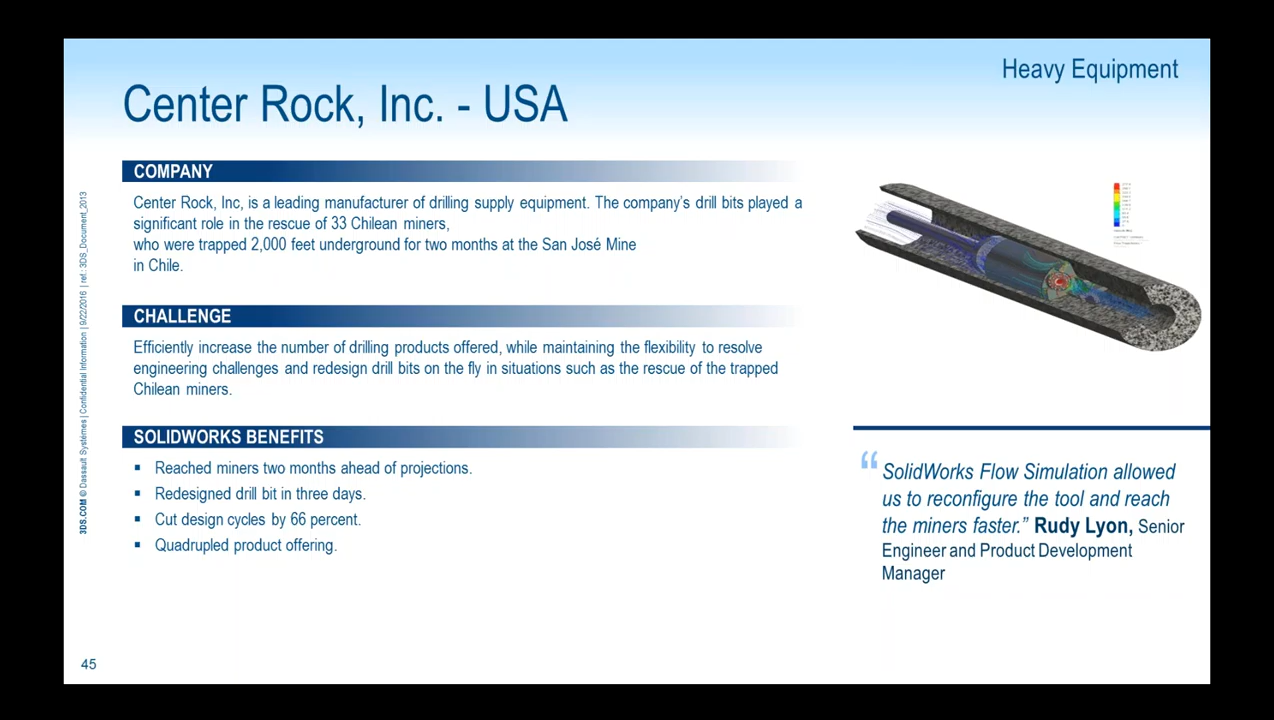 Heavy Equipment
Center Rock, Inc. - USA
COMPANY
Center Rock, Inc, is a leading manufacturer of drilling supply equipment. The company's drill bits played a
significant role in the rescue of 33 Chilean miners,
who were trapped 2,000 feet underground for two months at the San José Mine
in Chile.
CHALLENGE
Efficiently increase the number of drilling products offered, while maintaining the flexibility to resolve
engineering challenges and redesign drill bits on the fly in situations such as the rescue of the trapped
Chilean miners.
SOLIDWORKS BENEFITS
▪ Reached miners two months ahead of projections.
▪ Redesigned drill bit in three days.
▪ Cut design cycles by 66 percent.
▪ Quadrupled product offering.
“SolidWorks Flow Simulation allowed
us to reconfigure the tool and reach
the miners faster.” Rudy Lyon, Senior
Engineer and Product Development
Manager
3DS.COM © Dassault Systèmes | Confidential Information | 9/22/2016 | ref.: 3DS_Document_2013
45